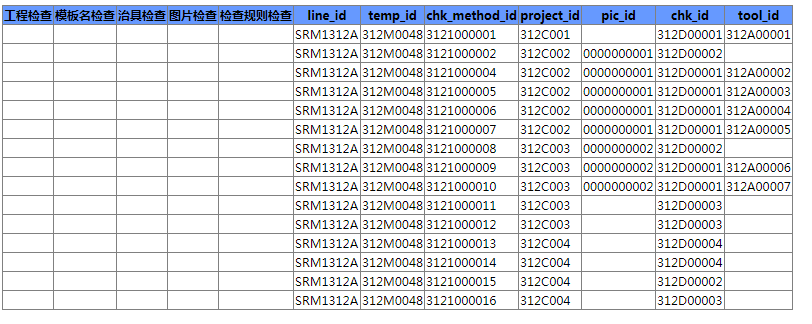 工程检查 模板名检查 治具检查 图片检查 检查规则检查 line_id temp_id chk_method_id project_id pic_id chk_id tool_id
SRM1312A 312M0048 3121000001 312C001 312D00001 312A00001
SRM1312A 312M0048 3121000002 312C002 0000000001 312D00002
SRM1312A 312M0048 3121000004 312C002 0000000001 312D00001 312A00002
SRM1312A 312M0048 3121000005 312C002 0000000001 312D00001 312A00003
SRM1312A 312M0048 3121000006 312C002 0000000001 312D00001 312A00004
SRM1312A 312M0048 3121000007 312C002 0000000001 312D00001 312A00005
SRM1312A 312M0048 3121000008 312C003 0000000002 312D00002
SRM1312A 312M0048 3121000009 312C003 0000000002 312D00001 312A00006
SRM1312A 312M0048 3121000010 312C003 0000000002 312D00001 312A00007
SRM1312A 312M0048 3121000011 312C003 312D00003
SRM1312A 312M0048 3121000012 312C003 312D00003
SRM1312A 312M0048 3121000013 312C004 312D00004
SRM1312A 312M0048 3121000014 312C004 312D00004
SRM1312A 312M0048 3121000015 312C004 312D00002
SRM1312A 312M0048 3121000016 312C004 312D00003